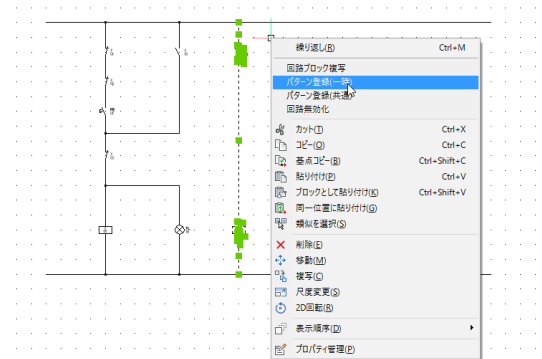 繰り返し(R) Ctrl+M
回路ブロック複写
パターン登録(一時)
パターン登録(共通)
回路無効化
カット(T) Ctrl+X
コピー(O) Ctrl+C
基点コピー(B) Ctrl+Shift+C
貼り付け(P) Ctrl+V
ブロックとして貼り付け(K) Ctrl+Shift+V
同一位置に貼り付け(G)
類似を選択(S)
削除(E)
移動(M)
複写(C)
尺度変更(S)
2D回転(R)
表示順序(D)
プロパティ管理(P)